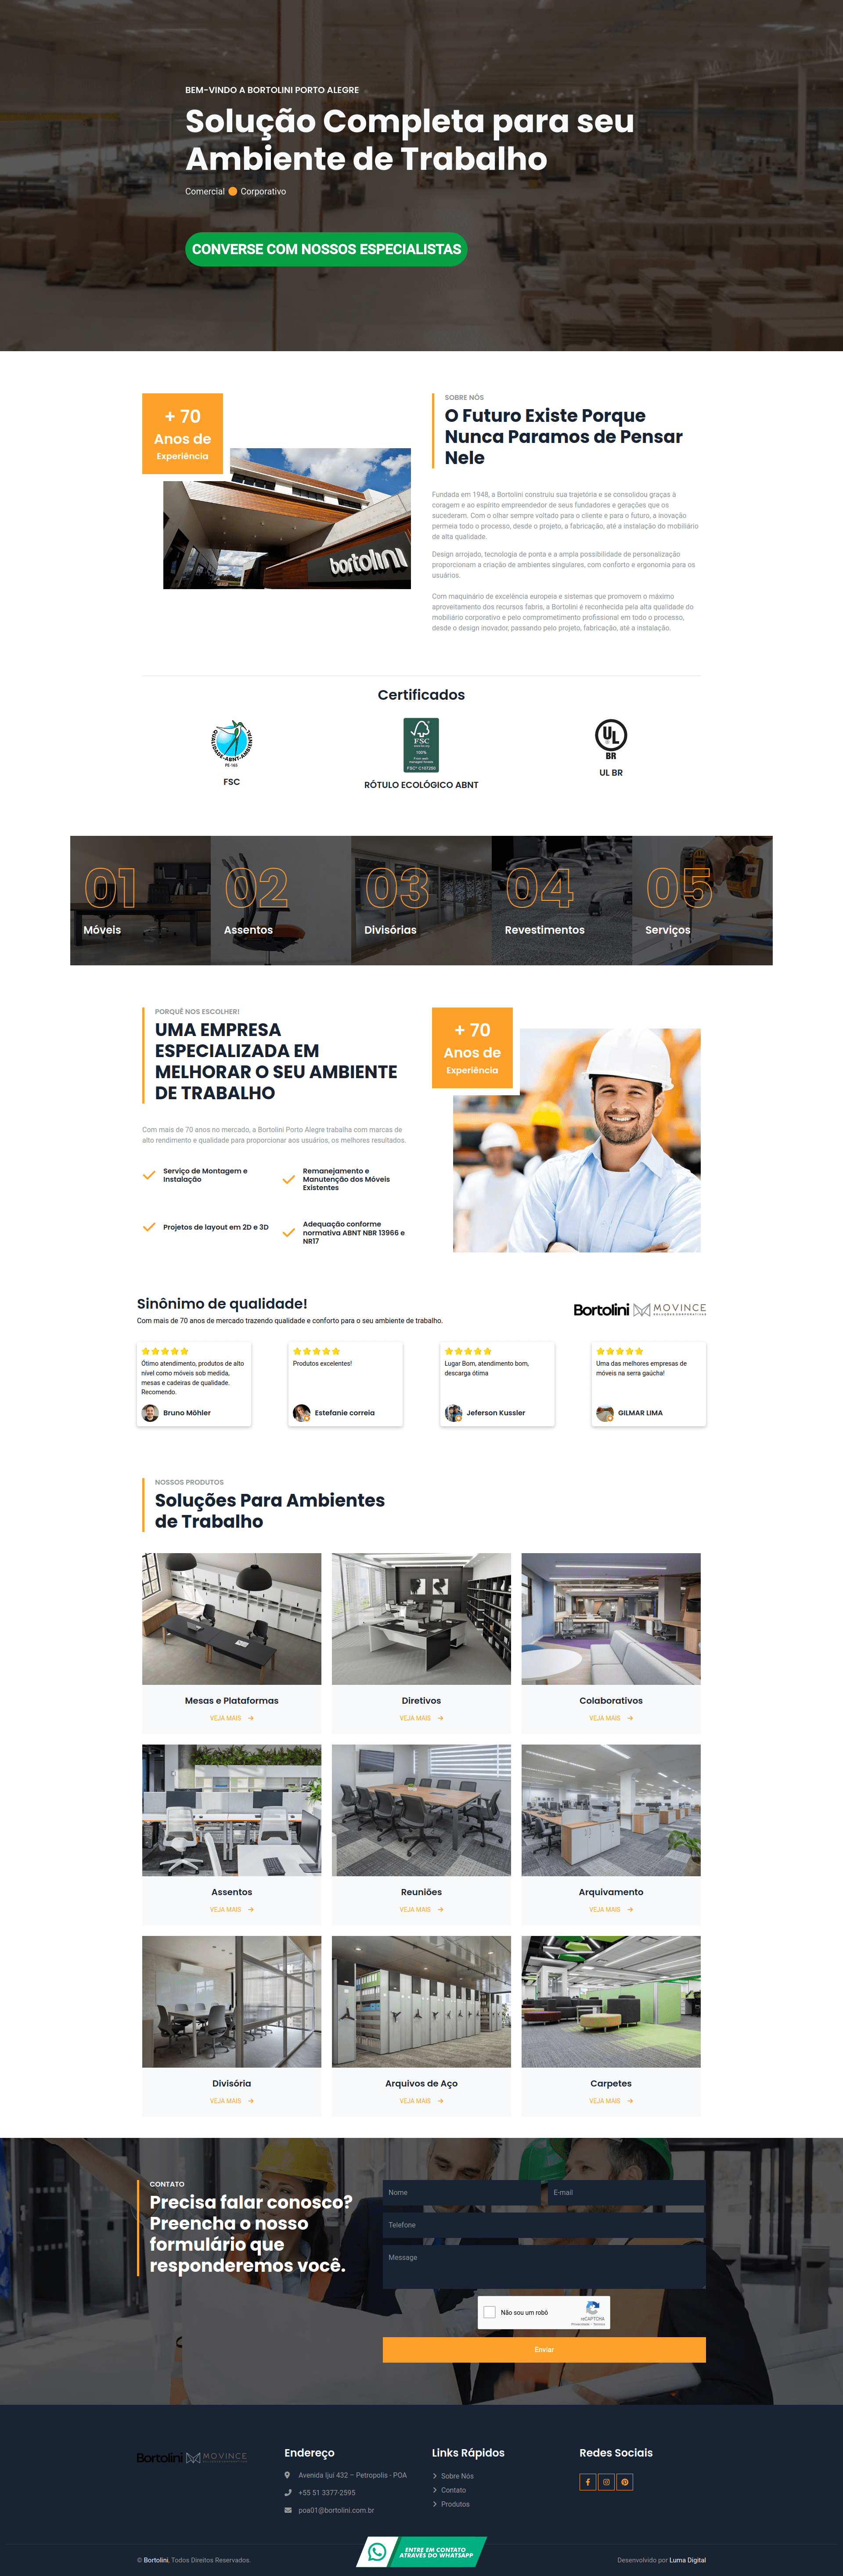 BEM-VINDO A BORTOLINI PORTO ALEGRE
Solução Completa para seu
Ambiente de Trabalho
Comercial Corporativo
CONVERSE COM NOSSOS ESPECIALISTAS
+ 70
Anos de
Experiência
bortolini
SOBRE NÓS
O Futuro Existe Porque
Nunca Paramos de Pensar
Nele
Fundada em 1948, a Bortolini construiu sua trajetória e se consolidou graças à
coragem e ao espírito empreendedor de seus fundadores e gerações que os
sucederam. Com o olhar sempre voltado para o cliente e para o futuro, a inovação
permeia todo o processo, desde o projeto, a fabricação, até a instalação do mobiliário
de alta qualidade.
Design arrojado, tecnologia de ponta e a ampla possibilidade de personalização
proporcionam a criação de ambientes singulares, com conforto e ergonomia para os
usuários.
Com maquinário de excelência europeia e sistemas que promovem o máximo
aproveitamento dos recursos fabris, a Bortolini é reconhecida pela alta qualidade do
mobiliário corporativo e pelo comprometimento profissional em todo o processo,
desde o design inovador, passando pelo projeto, fabricação, até a instalação.
Certificados
QUALIDADE-ABNT-AMBIENTAL
PE-165
FSC
FSC
100%
RÓTULO ECOLÓGICO ABNT
UL
BR
UL BR
01
Móveis
02
Assentos
03
Divisórias
04
Revestimentos
05
Serviços
PORQUÊ NOS ESCOLHER!
UMA EMPRESA
ESPECIALIZADA EM
MELHORAR O SEU AMBIENTE
DE TRABALHO
Com mais de 70 anos no mercado, a Bortolini Porto Alegre trabalha com marcas de
alto rendimento e qualidade para proporcionar aos usuários, os melhores resultados.
Serviço de Montagem e
Instalação
Remanejamento e
Manutenção dos Móveis
Existentes
Projetos de layout em 2D e 3D
Adequação conforme
normativa ABNT NBR 13966 e
NR17
+ 70
Anos de
Experiência
Sinônimo de qualidade!
Com mais de 70 anos de mercado trazendo qualidade e conforto para o seu ambiente de trabalho.
Bortolini MOVINCE
SOLUÇÕES CORPORATIVAS
Ótimo atendimento, produtos de alto
nível como móveis sob medida,
mesas e cadeiras de qualidade.
Recomendo.
Bruno Möhler
Produtos excelentes!
Estefanie correia
Lugar Bom, atendimento bom,
descarga ótima
Jeferson Kussler
Uma das melhores empresas de
móveis na serra gaúcha!
GILMAR LIMA
NOSSOS PRODUTOS
Soluções Para Ambientes
de Trabalho
Mesas e Plataformas
VEJA MAIS
Diretivos
VEJA MAIS
Colaborativos
VEJA MAIS
Assentos
VEJA MAIS
Reuniões
VEJA MAIS
Arquivamento
VEJA MAIS
Divisória
VEJA MAIS
Arquivos de Aço
VEJA MAIS
Carpetes
VEJA MAIS
CONTATO
Precisa falar conosco?
Preencha o nosso
formulário que
responderemos você.
Nome
E-mail
Telefone
Message
Não sou um robô
reCAPTCHA
Privacidade - Termos
Enviar
Bortolini MOVINCE
Endereço
Avenida Ijuí 432 – Petropolis - POA
+55 51 3377-2595
poa01@bortolini.com.br
Links Rápidos
Sobre Nós
Contato
Produtos
Redes Sociais
© Bortolini, Todos Direitos Reservados.
ENTRE EM CONTATO
ATRAVÉS DO WHATSAPP
Desenvolvido por Luma Digital